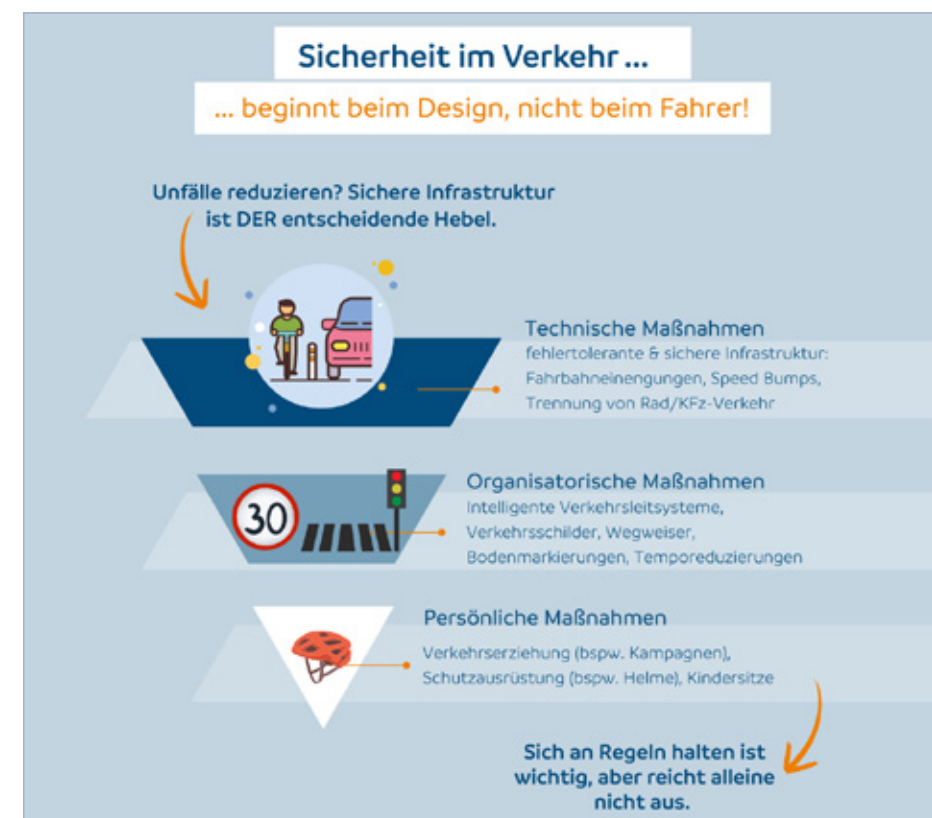 Sicherheit im Verkehr ...
... beginnt beim Design, nicht beim Fahrer!
Unfälle reduzieren? Sichere Infrastruktur
ist DER entscheidende Hebel.
Technische Maßnahmen
fehlertolerante & sichere Infrastruktur:
Fahrbahneinengungen, Speed Bumps,
Trennung von Rad/KFz-Verkehr
Organisatorische Maßnahmen
Intelligente Verkehrsleitsysteme,
Verkehrsschilder, Wegweiser,
Bodenmarkierungen, Temporeduzierungen
30
Persönliche Maßnahmen
Verkehrserziehung (bspw. Kampagnen),
Schutzausrüstung (bspw. Helme), Kindersitze
Sich an Regeln halten ist
wichtig, aber reicht alleine
nicht aus.